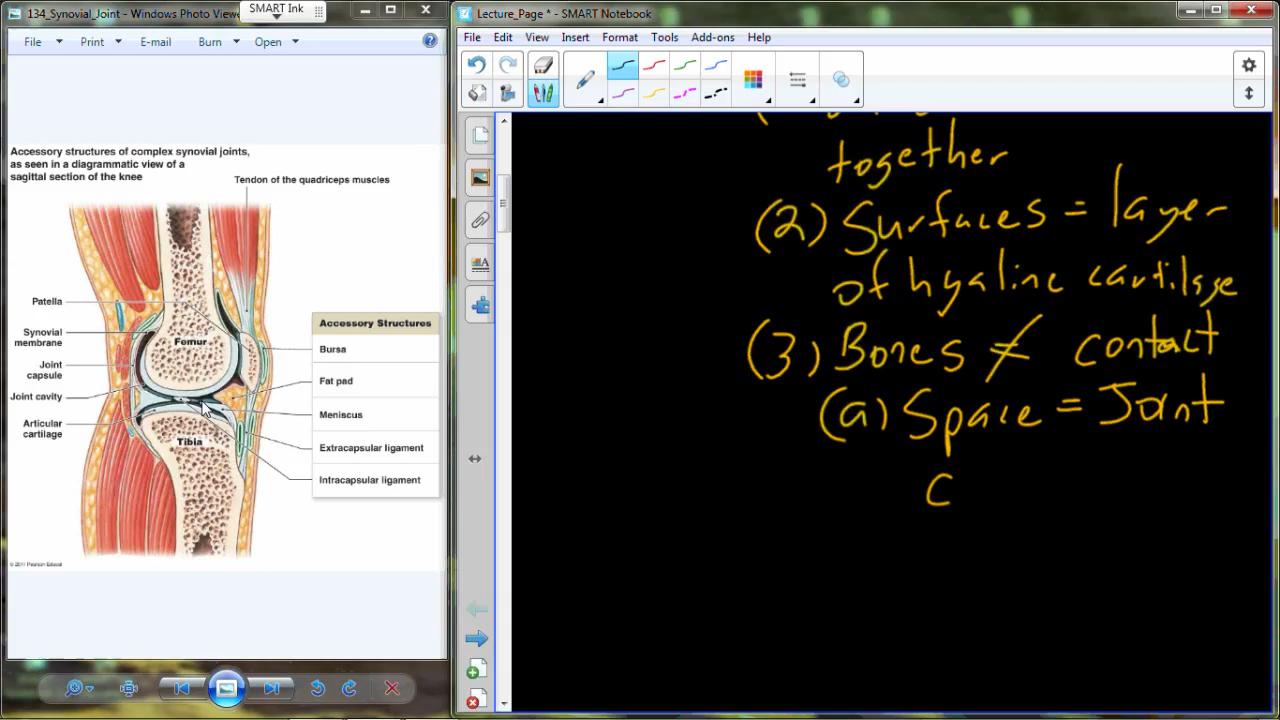 134_Synovial_Joint - Windows Photo Viewe
SMART Ink
File Print E-mail Burn Open
Accessory structures of complex synovial joints,
as seen in a diagrammatic view of a
sagittal section of the knee
Tendon of the quadriceps muscles
Patella
Synovial
membrane
Joint
capsule
Joint cavity
Articular
cartilage
Femur
Tibia
Accessory Structures
Bursa
Fat pad
Meniscus
Extracapsular ligament
Intracapsular ligament
Lecture_Page * - SMART Notebook
File Edit View Insert Format Tools Add-ons Help
together
(2) Surfaces = layer
of hyaline cartilage
(3) Bones ≠ contact
(a) Space = Joint
C